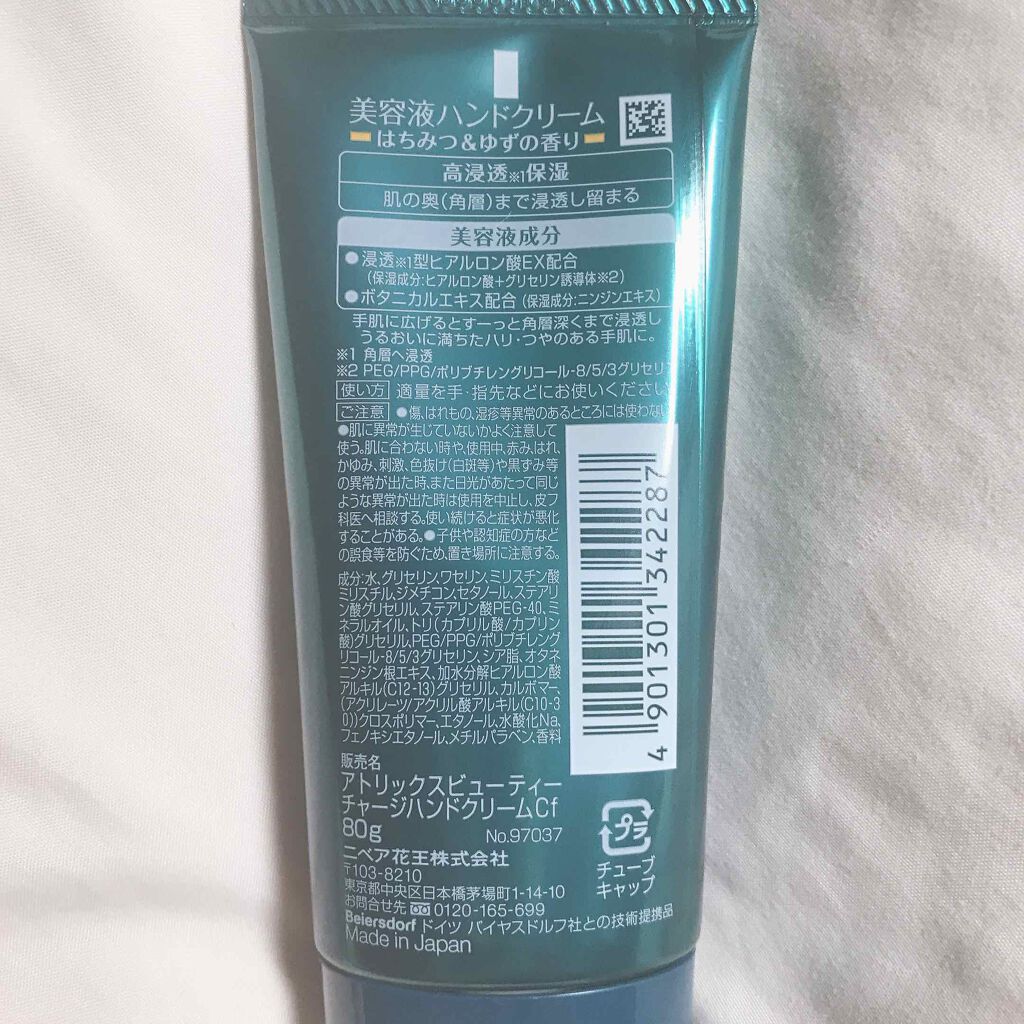 美容液ハンドクリーム
はちみつ&ゆずの香り
高浸透※1保湿
肌の奥(角層)まで浸透し留まる
美容液成分
●浸透※1型ヒアルロン酸EX配合
(保湿成分:ヒアルロン酸+グリセリン誘導体※2)
●ボタニカルエキス配合(保湿成分:ニンジンエキス)
手肌に広げるとすーっと角層深くまで浸透し
うるおいに満ちたハリ・つやのある手肌に。
※1 角層へ浸透
※2 PEG/PPG/ポリブチレングリコール-8/5/3グリセリ
使い方 適量を手・指先などにお使いください
ご注意 ●傷、はれもの、湿疹等異常のあるところには使わない
●肌に異常が生じていないかよく注意して
使う。肌に合わない時や、使用中、赤み、はれ、
かゆみ、刺激、色抜け(白斑等)や黒ずみ等
の異常が出た時、また日光があたって同じ
ような異常が出た時は使用を中止し、皮フ
科医へ相談する。使い続けると症状が悪化
することがある。●子供や認知症の方など
の誤食等を防ぐため、置き場所に注意する。
成分:水、グリセリン、ワセリン、ミリスチン酸
ミリスチル、ジメチコン、セタノール、ステアリ
ン酸グリセリル、ステアリン酸PEG-40、ミ
ネラルオイル、トリ(カプリル酸/カプリン
酸)グリセリル、PEG/PPG/ポリブチレング
リコール-8/5/3グリセリン、シア脂、オタネ
ニンジン根エキス、加水分解ヒアルロン酸
アルキル(C12-13)グリセリル、カルボマー、
(アクリレーツ/アクリル酸アルキル(C10-3
0))クロスポリマー、エタノール、水酸化Na、
フェノキシエタノール、メチルパラベン、香料
4 901301 342287
販売名
アトリックスビューティー
チャージハンドクリームCf
80g No.97037
プラ
チューブ
キャップ
ニベア花王株式会社
〒103-8210
東京都中央区日本橋茅場町1-14-10
お問合せ先 0120-165-699
Beiersdorf ドイツ バイヤスドルフ社との技術提携品
Made in Japan